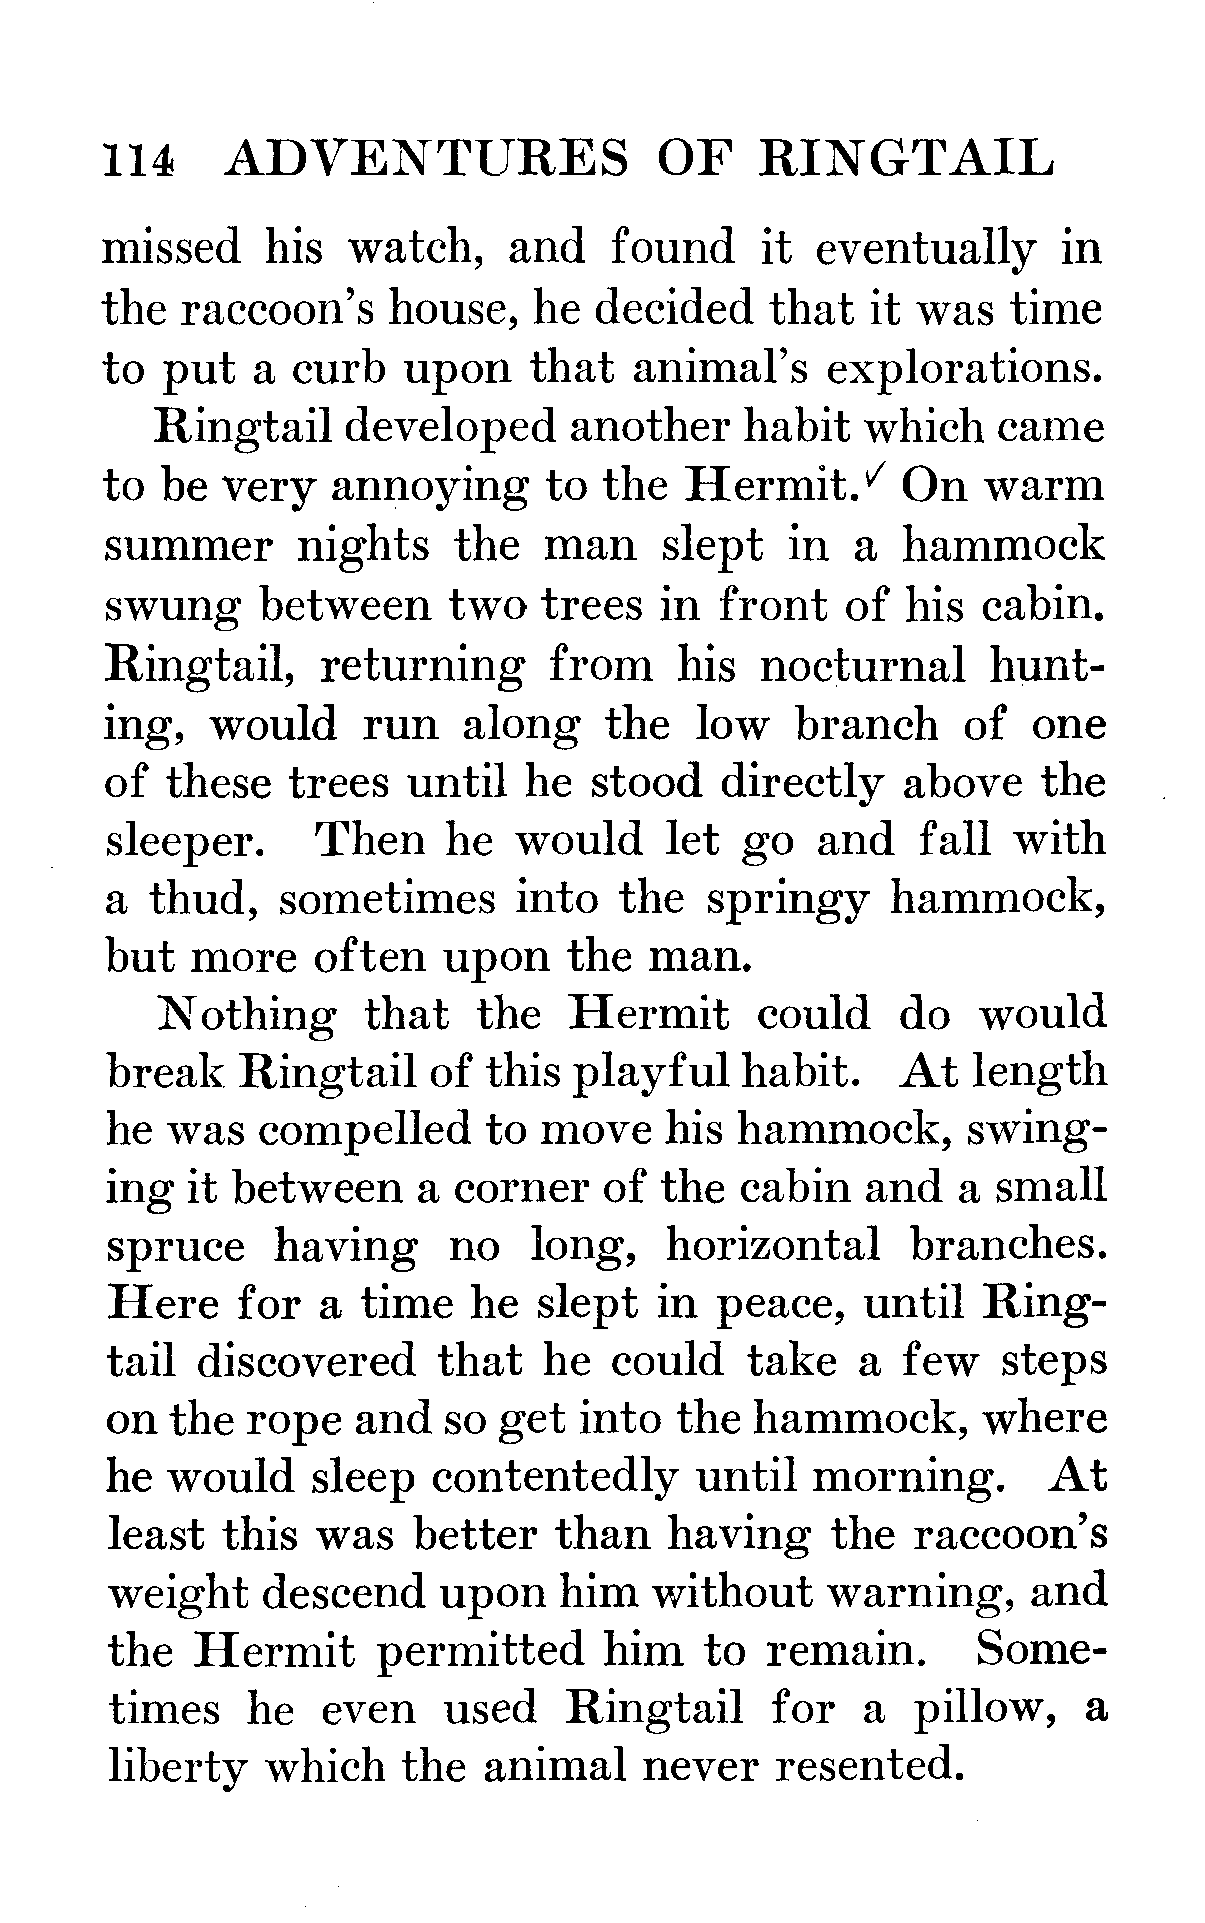 114 ADVENTURES OF RINGTAIL
missed his watch, and found it eventually in
the raccoon's house, he decided that it was time
to put a curb upon that animal's explorations.
Ringtail developed another habit which came
to be very annoying to the Hermit.✓ On warm
summer nights the man slept in a hammock
swung between two trees in front of his cabin.
Ringtail, returning from his nocturnal hunt-
ing, would run along the low branch of one
of these trees until he stood directly above the
sleeper. Then he would let go and fall with
a thud, sometimes into the springy hammock,
but more often upon the man.
Nothing that the Hermit could do would
break Ringtail of this playful habit. At length
he was compelled to move his hammock, swing-
ing it between a corner of the cabin and a small
spruce having no long, horizontal branches.
Here for a time he slept in peace, until Ring-
tail discovered that he could take a few steps
on the rope and so get into the hammock, where
he would sleep contentedly until morning. At
least this was better than having the raccoon's
weight descend upon him without warning, and
the Hermit permitted him to remain. Some-
times he even used Ringtail for a pillow, a
liberty which the animal never resented.